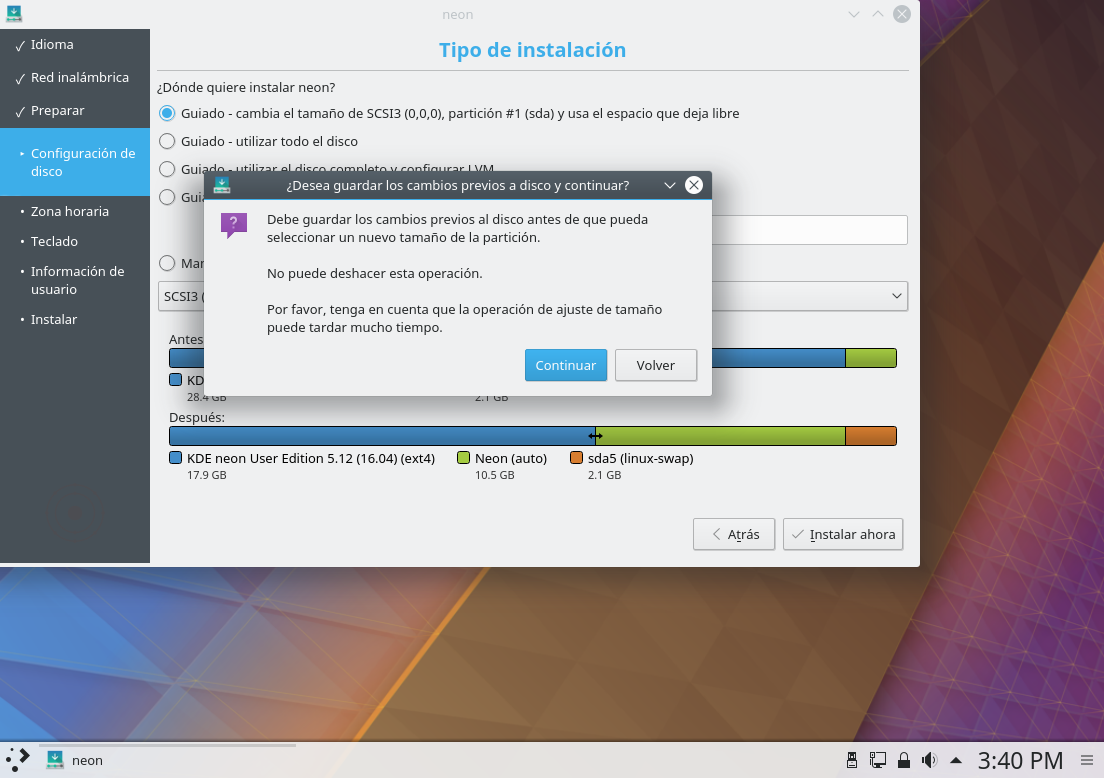 neon
Idioma
Red inalámbrica
Preparar
Configuración de
disco
Zona horaria
Teclado
Información de
usuario
Instalar
Tipo de instalación
¿Dónde quiere instalar neon?
Guiado - cambia el tamaño de SCSI3 (0,0,0), partición #1 (sda) y usa el espacio que deja libre
Guiado - utilizar todo el disco
Guiado - utilizar el disco completo y configurar LVM
¿Desea guardar los cambios previos a disco y continuar?
Debe guardar los cambios previos al disco antes de que pueda
seleccionar un nuevo tamaño de la partición.
No puede deshacer esta operación.
Por favor, tenga en cuenta que la operación de ajuste de tamaño
puede tardar mucho tiempo.
Continuar
Volver
SCSI3 (
Antes
KD
28.4 GB
2.1 GB
Después:
KDE neon User Edition 5.12 (16.04) (ext4)
17.9 GB
Neon (auto)
10.5 GB
sda5 (linux-swap)
2.1 GB
Atrás
Instalar ahora
neon
3:40 PM